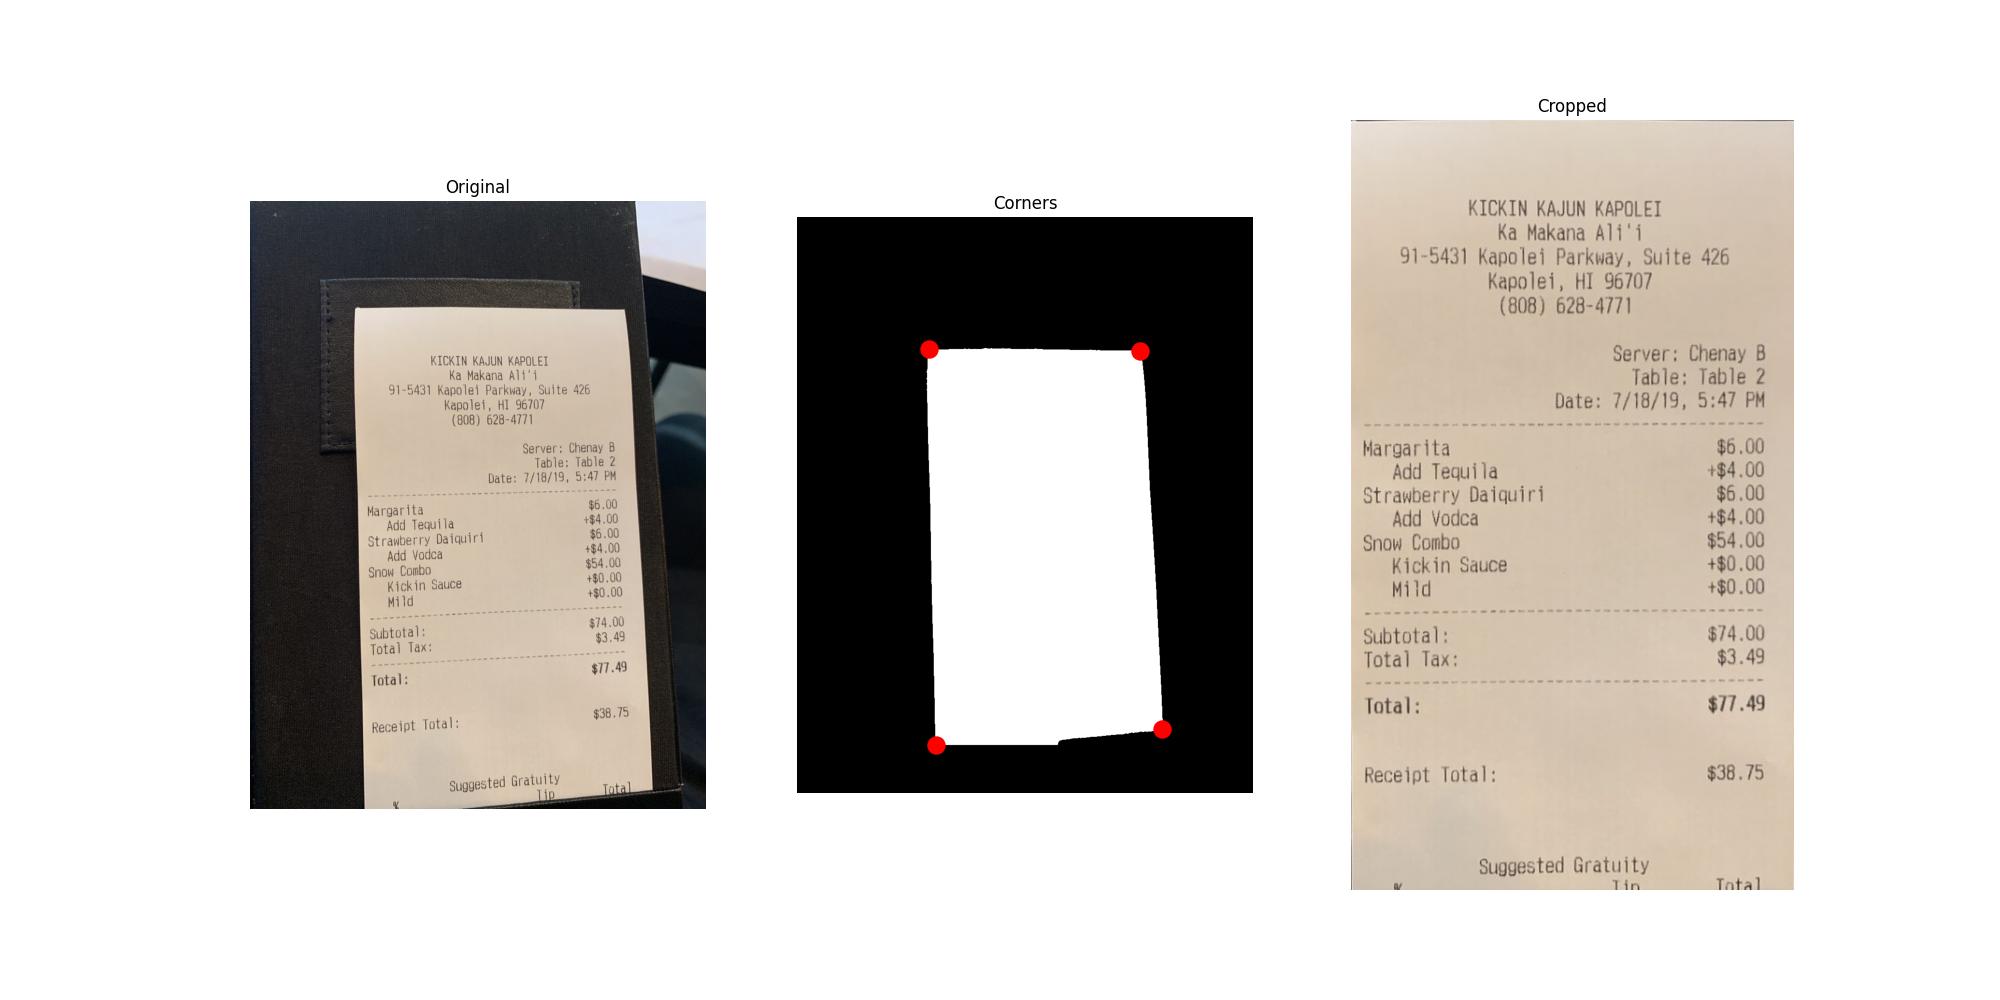 Original
KICKIN KAJUN KAPOLEI
Ka Makana Ali'i
91-5431 Kapolei Parkway, Suite 426
Kapolei, HI 96707
(808) 628-4771
Server: Chenay B
Table: Table 2
Date: 7/18/19, 5:47 PM
Margarita $6.00
Add Tequila +$4.00
Strawberry Daiquiri $6.00
Add Vodca +$4.00
Snow Combo $54.00
Kickin Sauce +$0.00
Mild +$0.00
Subtotal: $74.00
Total Tax: $3.49
Total: $77.49
Receipt Total: $38.75
Suggested Gratuity
% Tip Total
Corners
Cropped
KICKIN KAJUN KAPOLEI
Ka Makana Ali'i
91-5431 Kapolei Parkway, Suite 426
Kapolei, HI 96707
(808) 628-4771
Server: Chenay B
Table: Table 2
Date: 7/18/19, 5:47 PM
Margarita $6.00
Add Tequila +$4.00
Strawberry Daiquiri $6.00
Add Vodca +$4.00
Snow Combo $54.00
Kickin Sauce +$0.00
Mild +$0.00
Subtotal: $74.00
Total Tax: $3.49
Total: $77.49
Receipt Total: $38.75
Suggested Gratuity
% Tip Total